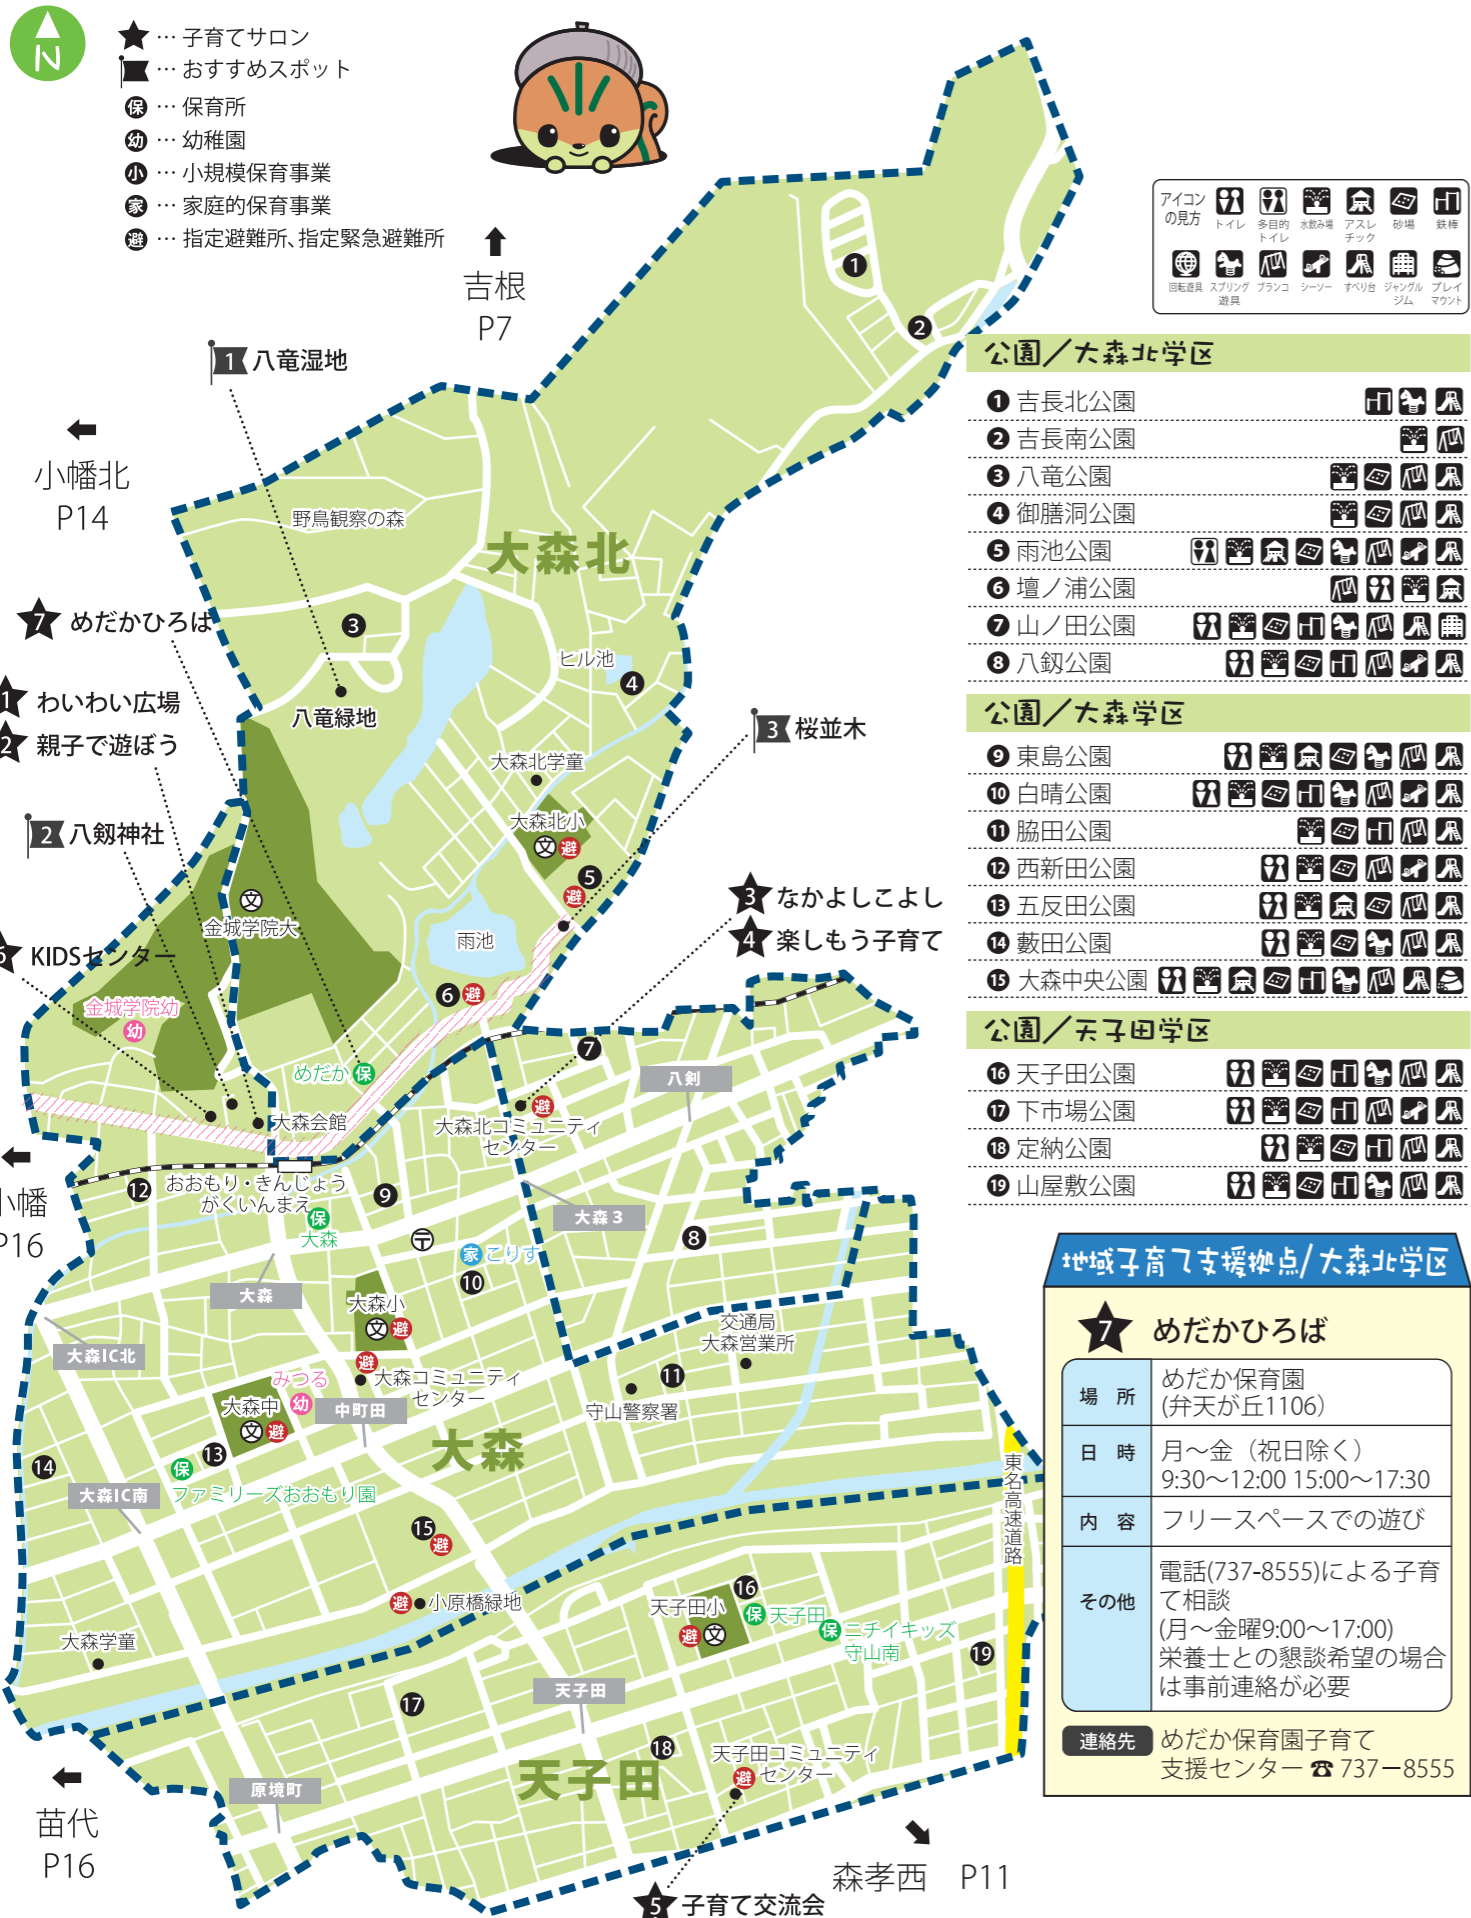 N
★ … 子育てサロン
… おすすめスポット
保 … 保育所
幼 … 幼稚園
小 … 小規模保育事業
家 … 家庭的保育事業
避 … 指定避難所、指定緊急避難所
吉根
P7
アイコンの見方
トイレ
多目的トイレ
水飲み場
アスレチック
砂場
鉄棒
回転遊具
スプリング遊具
ブランコ
シーソー
すべり台
ジャングルジム
プレイマウント
1 八竜湿地
小幡北
P14
野鳥観察の森
大森北
7 めだかひろば
1 わいわい広場
2 親子で遊ぼう
2 八剱神社
6 KIDSセンター
1
2
3
八竜緑地
ヒル池
4
3 桜並木
大森北学童
大森北小
文 避
5
避
文
金城学院大
雨池
3 なかよしこよし
4 楽しもう子育て
金城学院幼
幼
6 避
めだか 保
7
八剣
避
大森会館
大森北コミュニティ
センター
小幡
P16
12
おおもり・きんじょう
がくいんまえ
9
保
大森
大森3
8
〒
家 こりす
10
大森
大森小
文 避
交通局
大森営業所
大森IC北
避
大森コミュニティ
センター
11
みつる
幼
中町田
守山警察署
大森中
文 避
大森
13
14
保
ファミリーズおおもり園
大森IC南
東名高速道路
15
避
避 小原橋緑地
16
天子田小
避 文
保 天子田
保 ニチイキッズ
守山南
大森学童
19
17
天子田
18
天子田コミュニティ
センター
避
天子田
原境町
苗代
P16
森孝西 P11
5 子育て交流会
公園／大森北学区
1 吉長北公園
2 吉長南公園
3 八竜公園
4 御膳洞公園
5 雨池公園
6 壇ノ浦公園
7 山ノ田公園
8 八釼公園
公園／大森学区
9 東島公園
10 白晴公園
11 脇田公園
12 西新田公園
13 五反田公園
14 藪田公園
15 大森中央公園
公園／天子田学区
16 天子田公園
17 下市場公園
18 定納公園
19 山屋敷公園
地域子育て支援拠点/大森北学区
7 めだかひろば
場 所 めだか保育園
(弁天が丘1106）
日 時 月～金（祝日除く）
9:30～12:00 15:00～17:30
内 容 フリースペースでの遊び
その他 電話(737-8555)による子育
て相談
(月～金曜9:00～17:00)
栄養士との懇談希望の場合
は事前連絡が必要
連絡先 めだか保育園子育て
支援センター ☎ 737ー8555